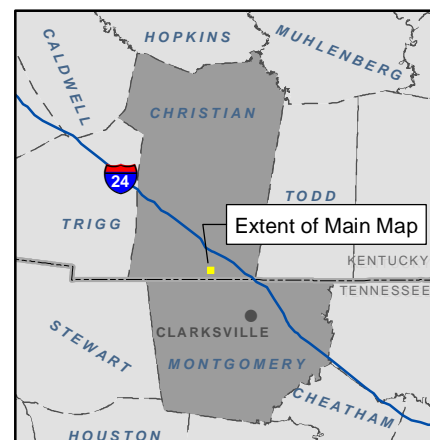 HOPKINS
MUHLENBERG
CALDWELL
CHRISTIAN
24
TODD
TRIGG
Extent of Main Map
KENTUCKY
TENNESSEE
CLARKSVILLE
STEWART
MONTGOMERY
CHEATHAM
HOUSTON